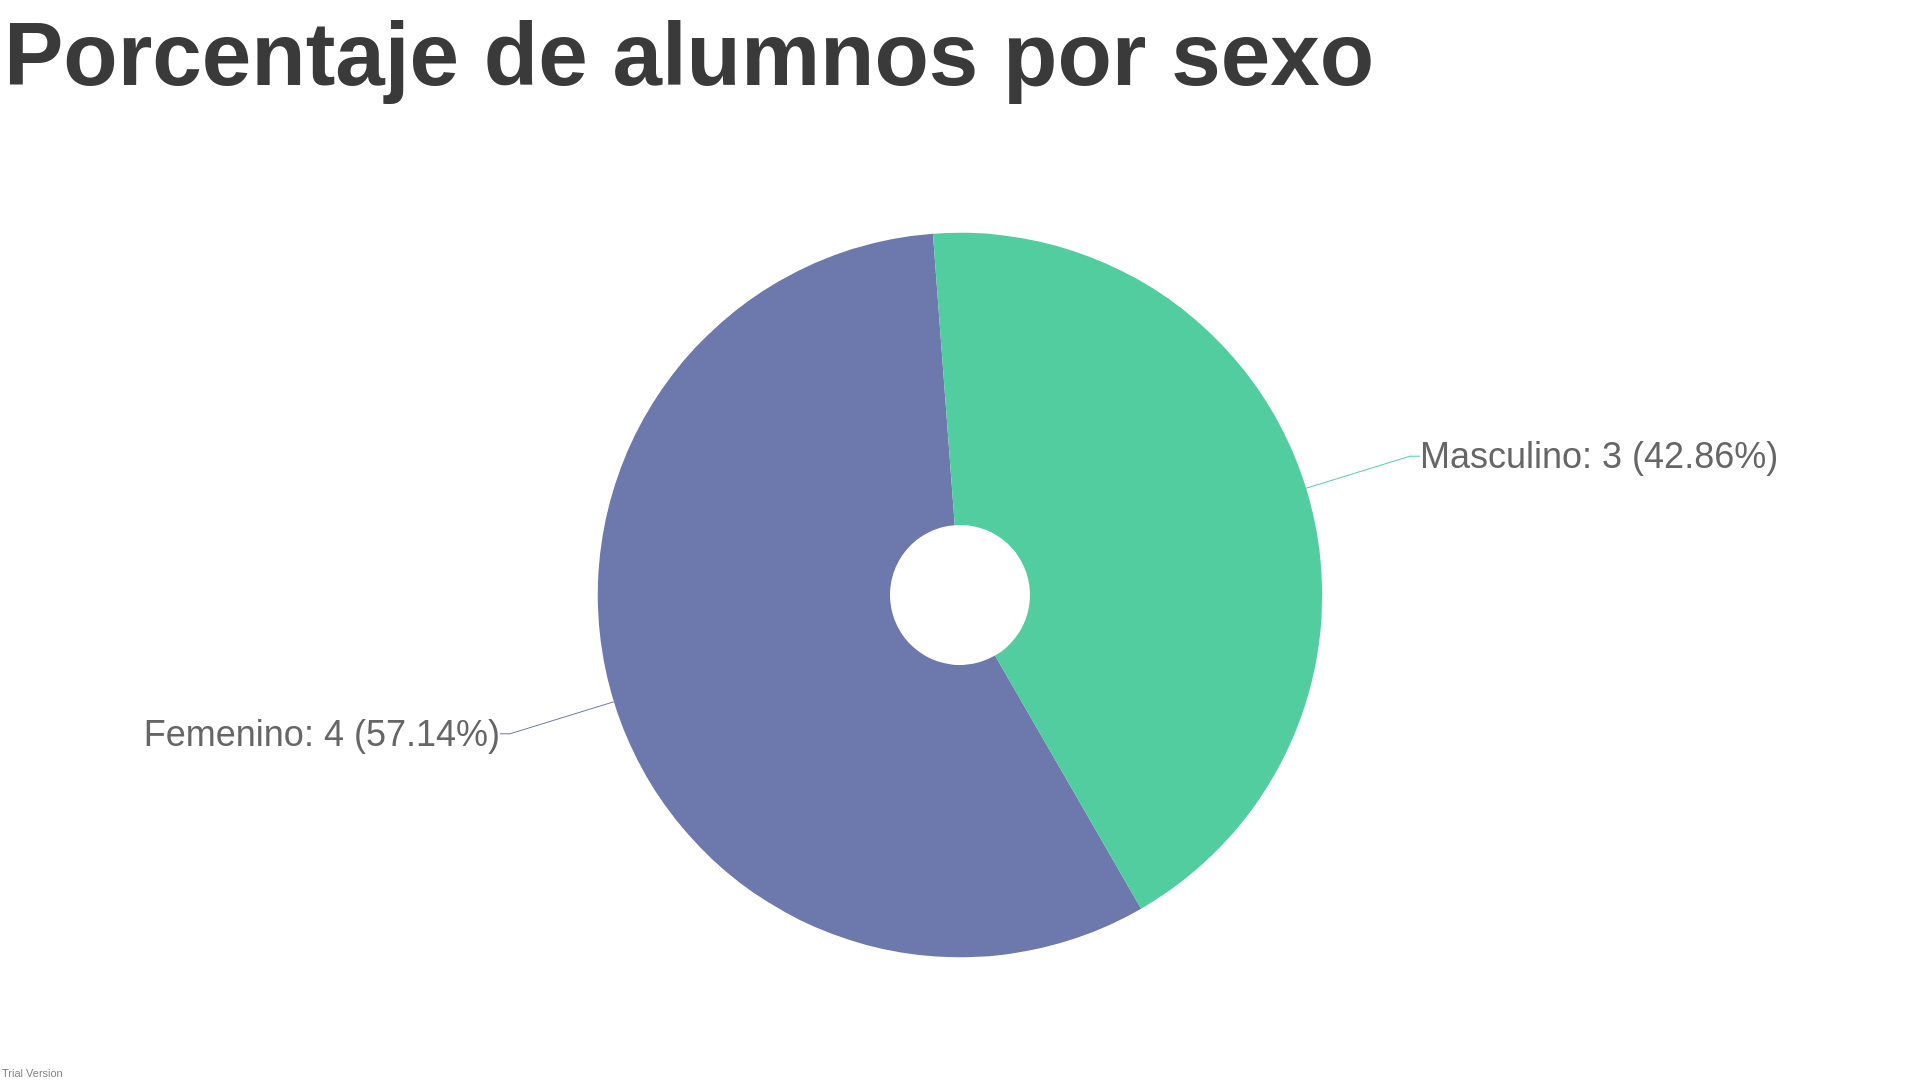 Porcentaje de alumnos por sexo
Masculino: 3 (42.86%)
Femenino: 4 (57.14%)
Trial Version